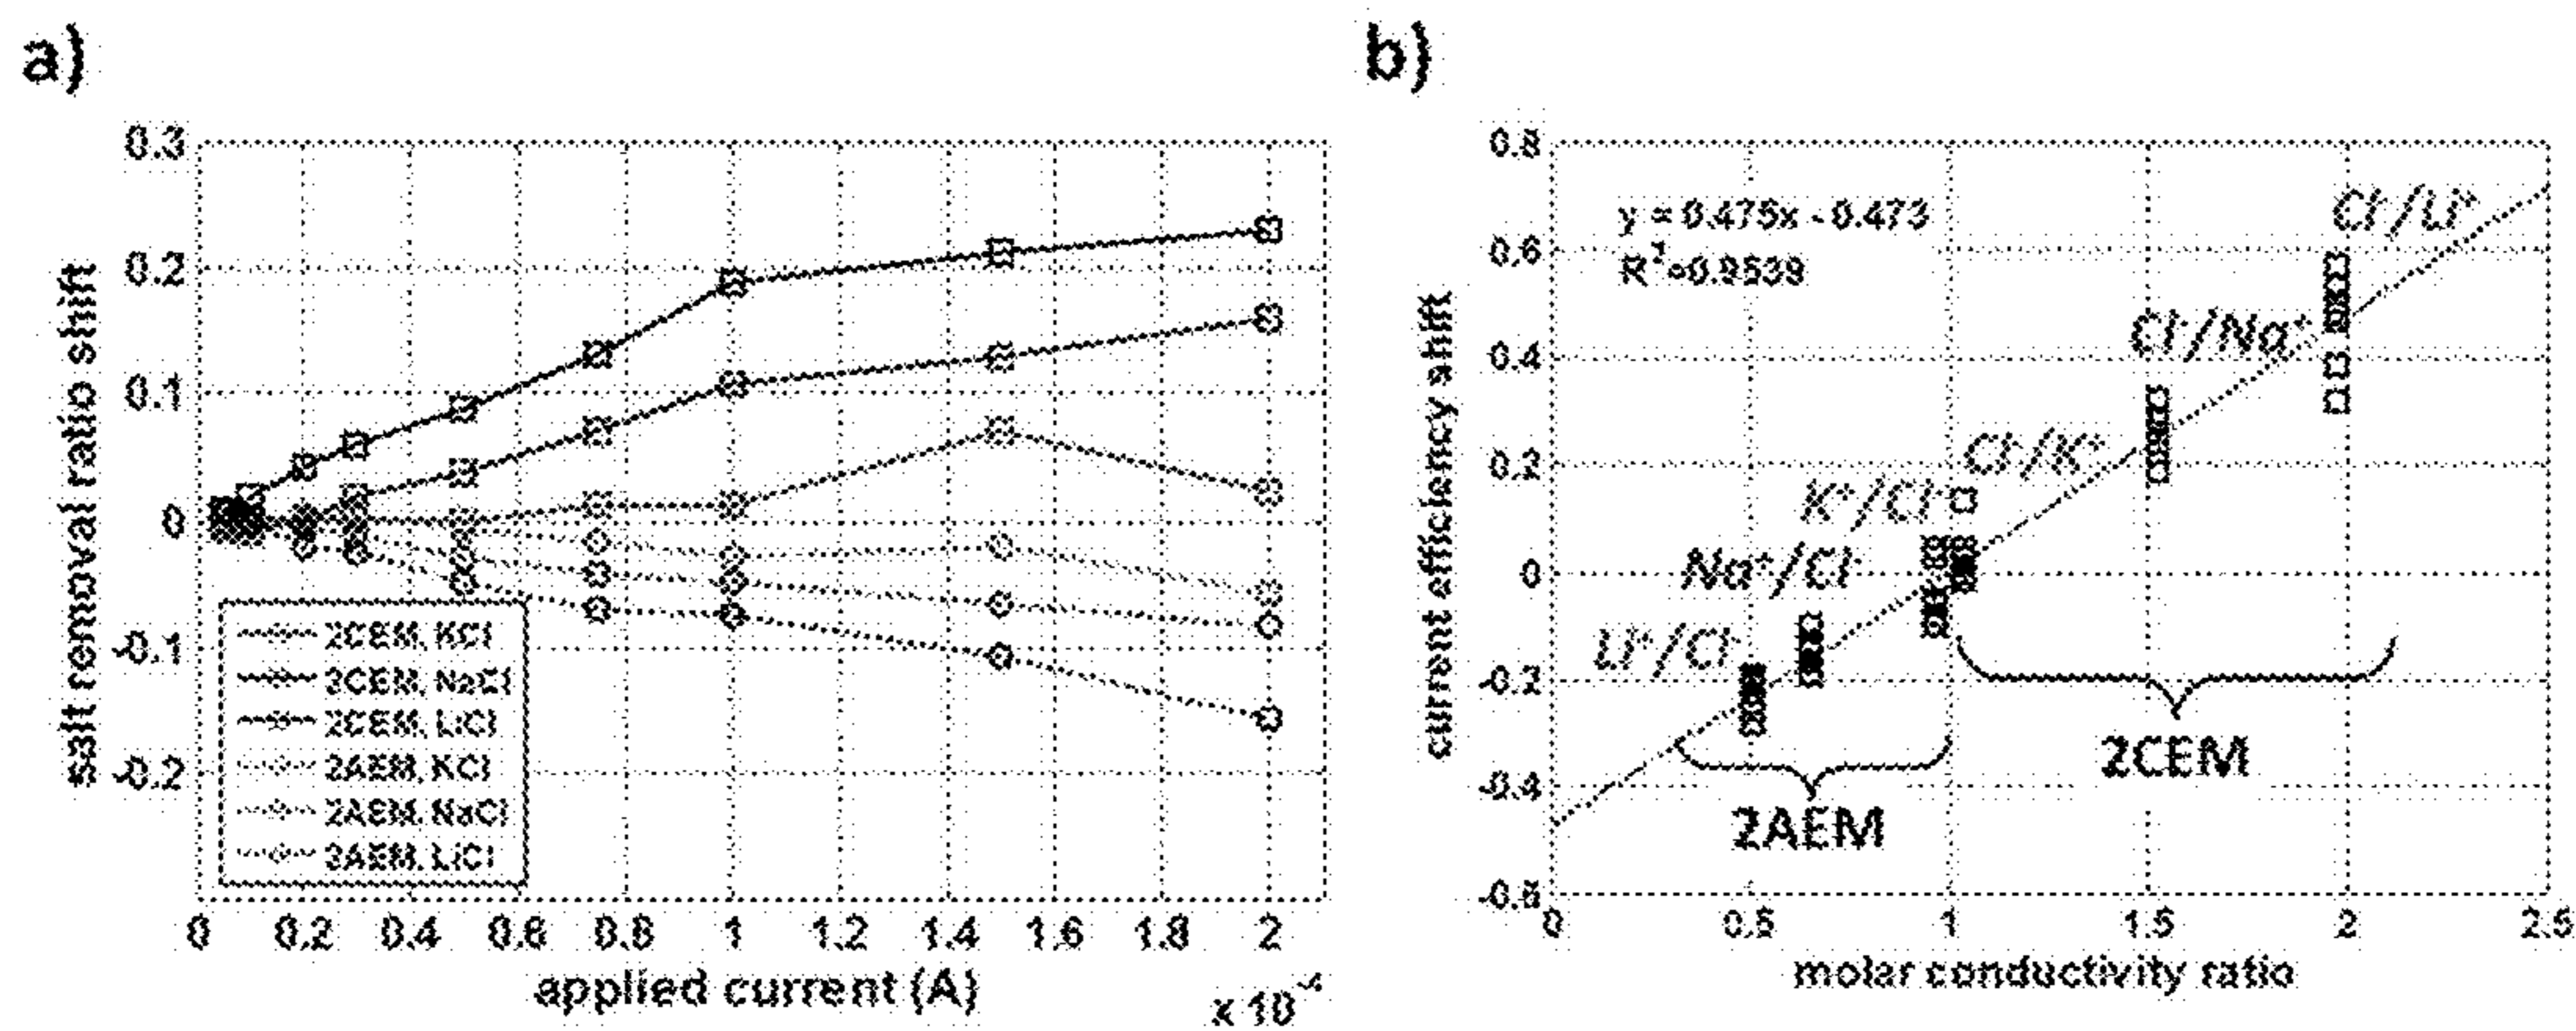 a)
salt removal ratio shift
0.3
0.2
0.1
0
-0.1
-0.2
2CEM, KCl
2CEM, NaCl
2CEM, LiCl
2AEM, KCl
2AEM, NaCl
2AEM, LiCl
0 0.2 0.4 0.6 0.8 1 1.2 1.4 1.6 1.8 2
applied current (A)
x 10⁻⁴
b)
current efficiency shift
0.8
0.6
0.4
0.2
0
-0.2
-0.4
-0.6
y = 0.475x - 0.473
R²=0.9539
Cl⁻/Li⁺
Cl⁻/Na⁺
Cl⁻/K⁺
K⁺/Cl⁻
Na⁺/Cl⁻
Li⁺/Cl⁻
2CEM
2AEM
0 0.5 1 1.5 2 2.5
molar conductivity ratio